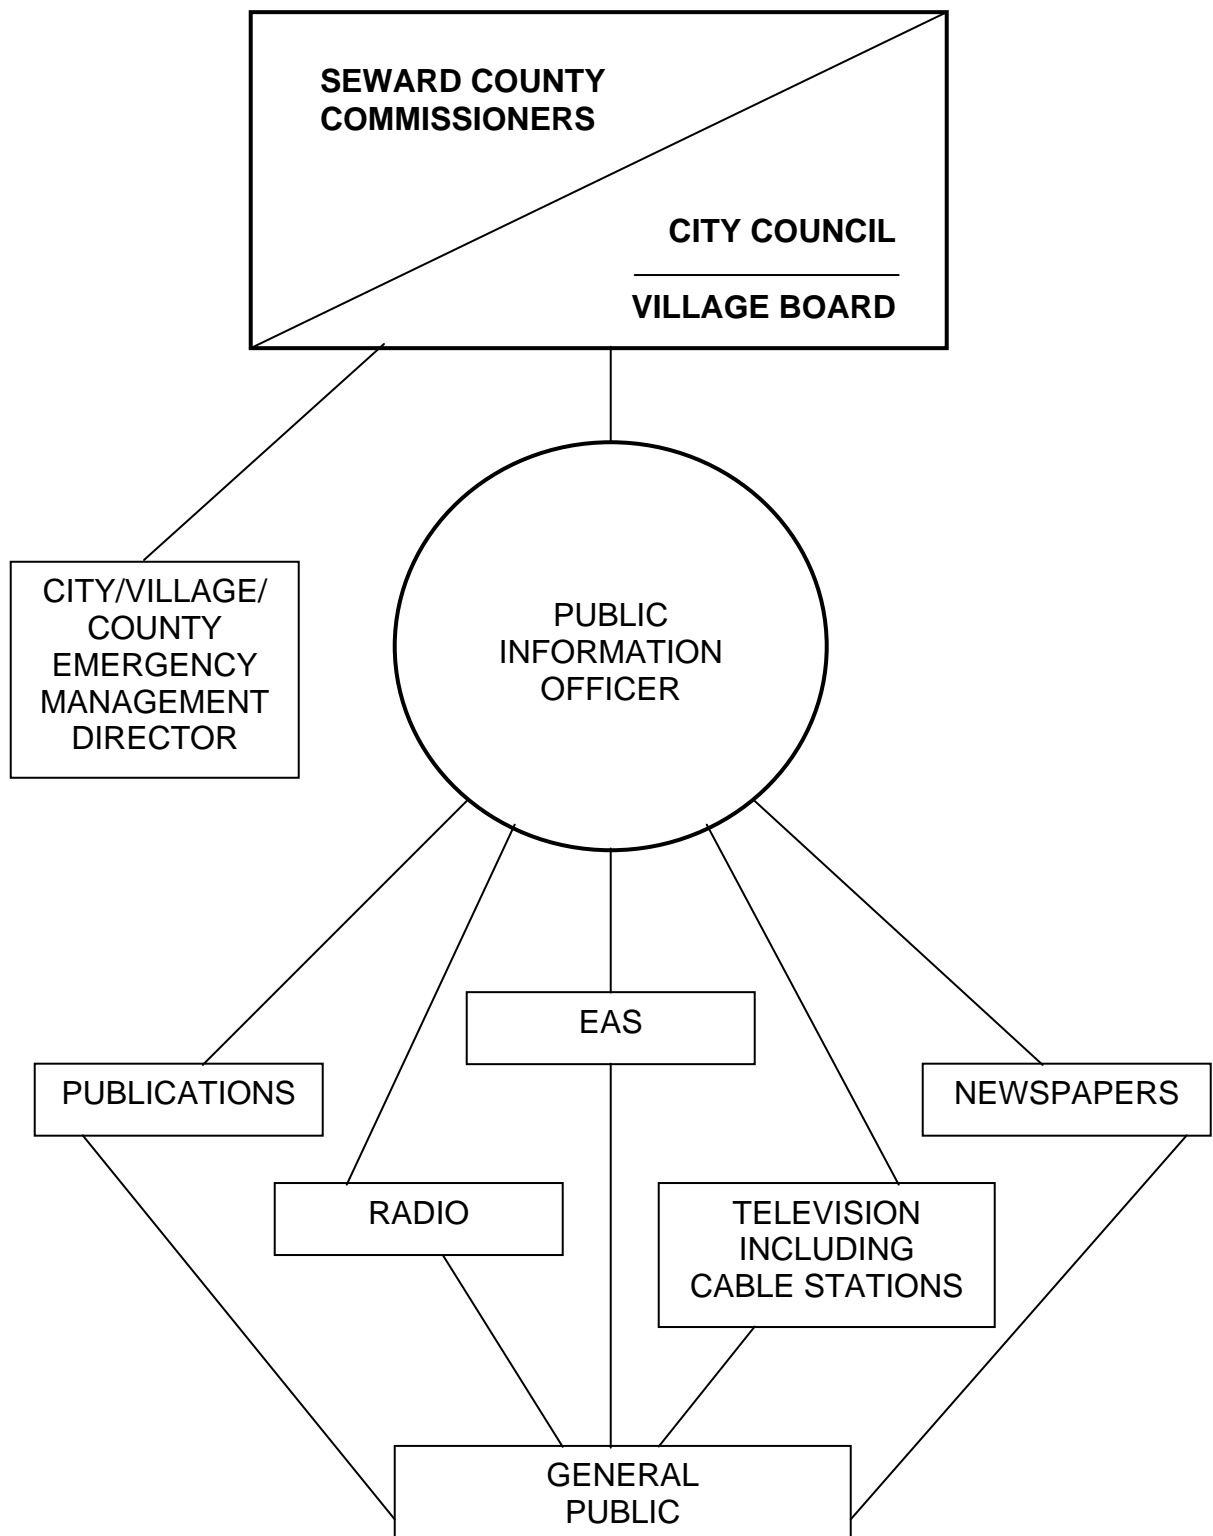 SEWARD COUNTY
COMMISSIONERS
CITY COUNCIL
VILLAGE BOARD
CITY/VILLAGE/
COUNTY
EMERGENCY
MANAGEMENT
DIRECTOR
PUBLIC
INFORMATION
OFFICER
EAS
PUBLICATIONS
NEWSPAPERS
RADIO
TELEVISION
INCLUDING
CABLE STATIONS
GENERAL
PUBLIC